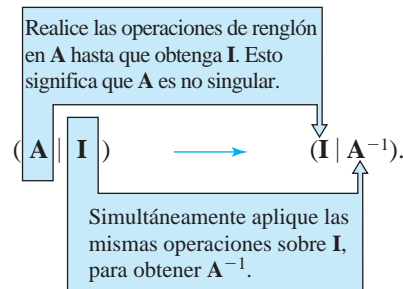 Realice las operaciones de renglón
en A hasta que obtenga I. Esto
significa que A es no singular.
( A | I ) (I | A⁻¹).
Simultáneamente aplique las
mismas operaciones sobre I,
para obtener A⁻¹.